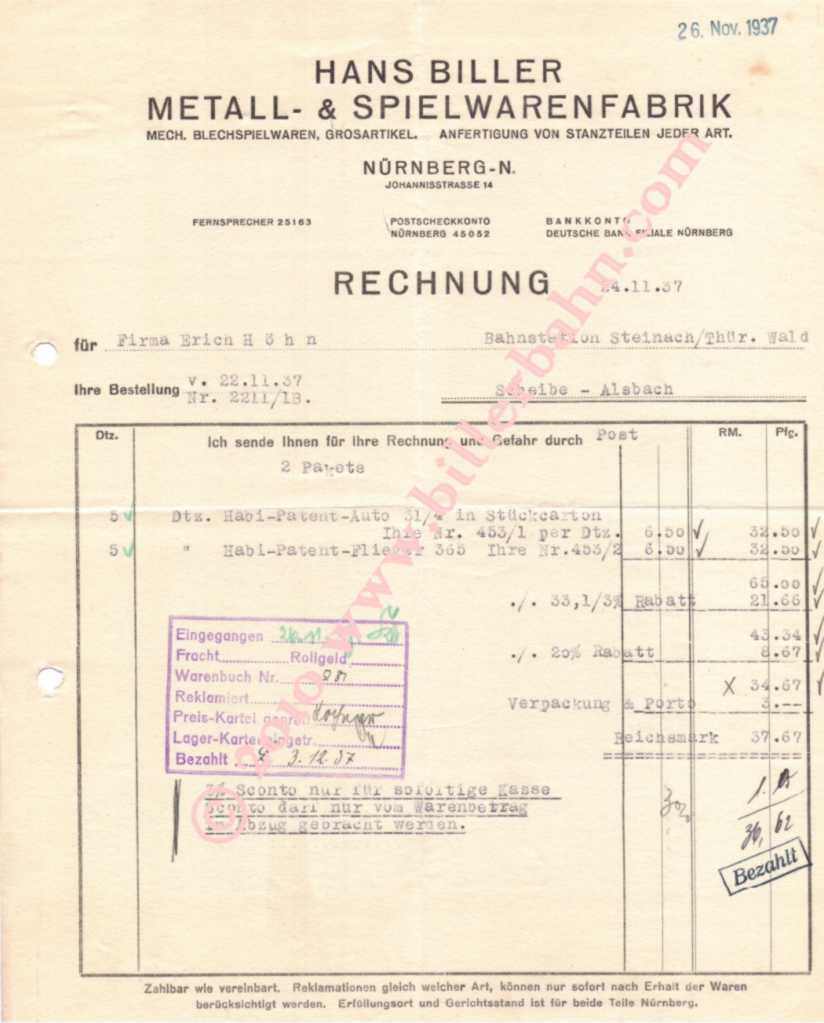 26. Nov. 1937
HANS BILLER
METALL- & SPIELWARENFABRIK
MECH. BLECHSPIELWAREN, GROSARTIKEL. ANFERTIGUNG VON STANZTEILEN JEDER ART.
NÜRNBERG-N.
JOHANNISSTRASSE 14
FERNSPRECHER 25163 POSTSCHECKKONTO BANKKONTO
NÜRNBERG 45052 DEUTSCHE BANK FILIALE NÜRNBERG
RECHNUNG 24.11.37
für Firma Erich Höhn Bahnstation Steinach/Thür. Wald
Ihre Bestellung v. 22.11.37
Nr. 2211/1B. Scheibe - Alsbach
Dtz. Ich sende Ihnen für Ihre Rechnung und Gefahr durch Post RM. Pfg.
2 Pakete
5 Dtz. Habi-Patent-Auto 31/4 in Stückcarton
Ihre Nr. 453/1 per Dtz. 6.50 32.50
5 " Habi-Patent-Flieger 365 Ihre Nr.453/2 6.50 32.50
65.00
./. 33,1/3% Rabatt 21.66
43.34
./. 20% Rabatt 8.67
X 34.67
Verpackung & Porto 3.--
Reichsmark 37.67
Eingegangen
Fracht Rollgeld
Warenbuch Nr.
Reklamiert
Preis-Kartei
Lager-Kartei eingetr.
Bezahlt 3.12.37
3% Sconto nur für sofortige Kasse
Sconto darf nur vom Warenbetrag
in Abzug gebracht werden.
3%
36,62
Bezahlt
Zahlbar wie vereinbart. Reklamationen gleich welcher Art, können nur sofort nach Erhalt der Waren
berücksichtigt werden. Erfüllungsort und Gerichtsstand ist für beide Teile Nürnberg.
© 2010 www.billerbahn.com